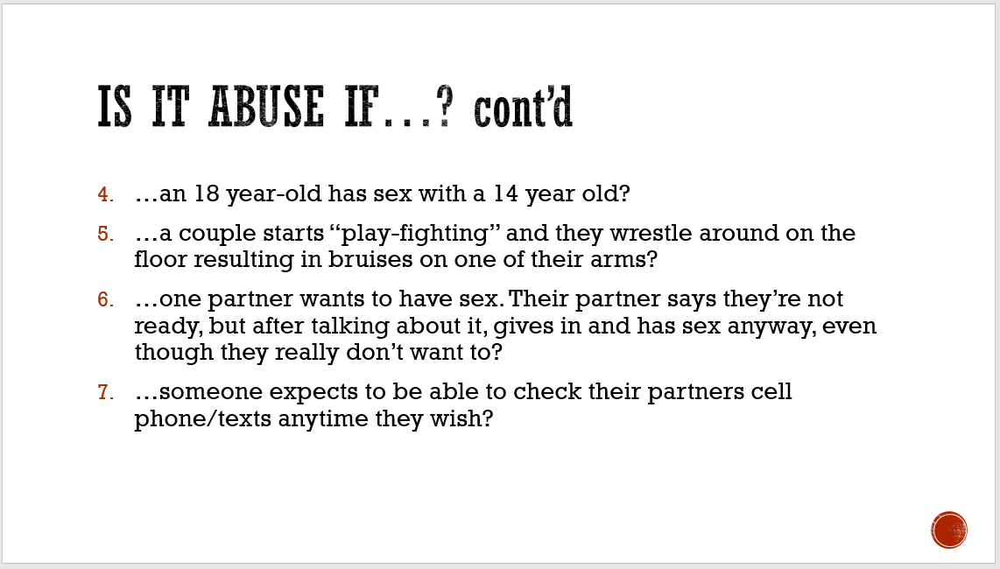 IS IT ABUSE IF…? cont’d
4. …an 18 year-old has sex with a 14 year old?
5. …a couple starts “play-fighting” and they wrestle around on the
floor resulting in bruises on one of their arms?
6. …one partner wants to have sex. Their partner says they’re not
ready, but after talking about it, gives in and has sex anyway, even
though they really don’t want to?
7. …someone expects to be able to check their partners cell
phone/texts anytime they wish?